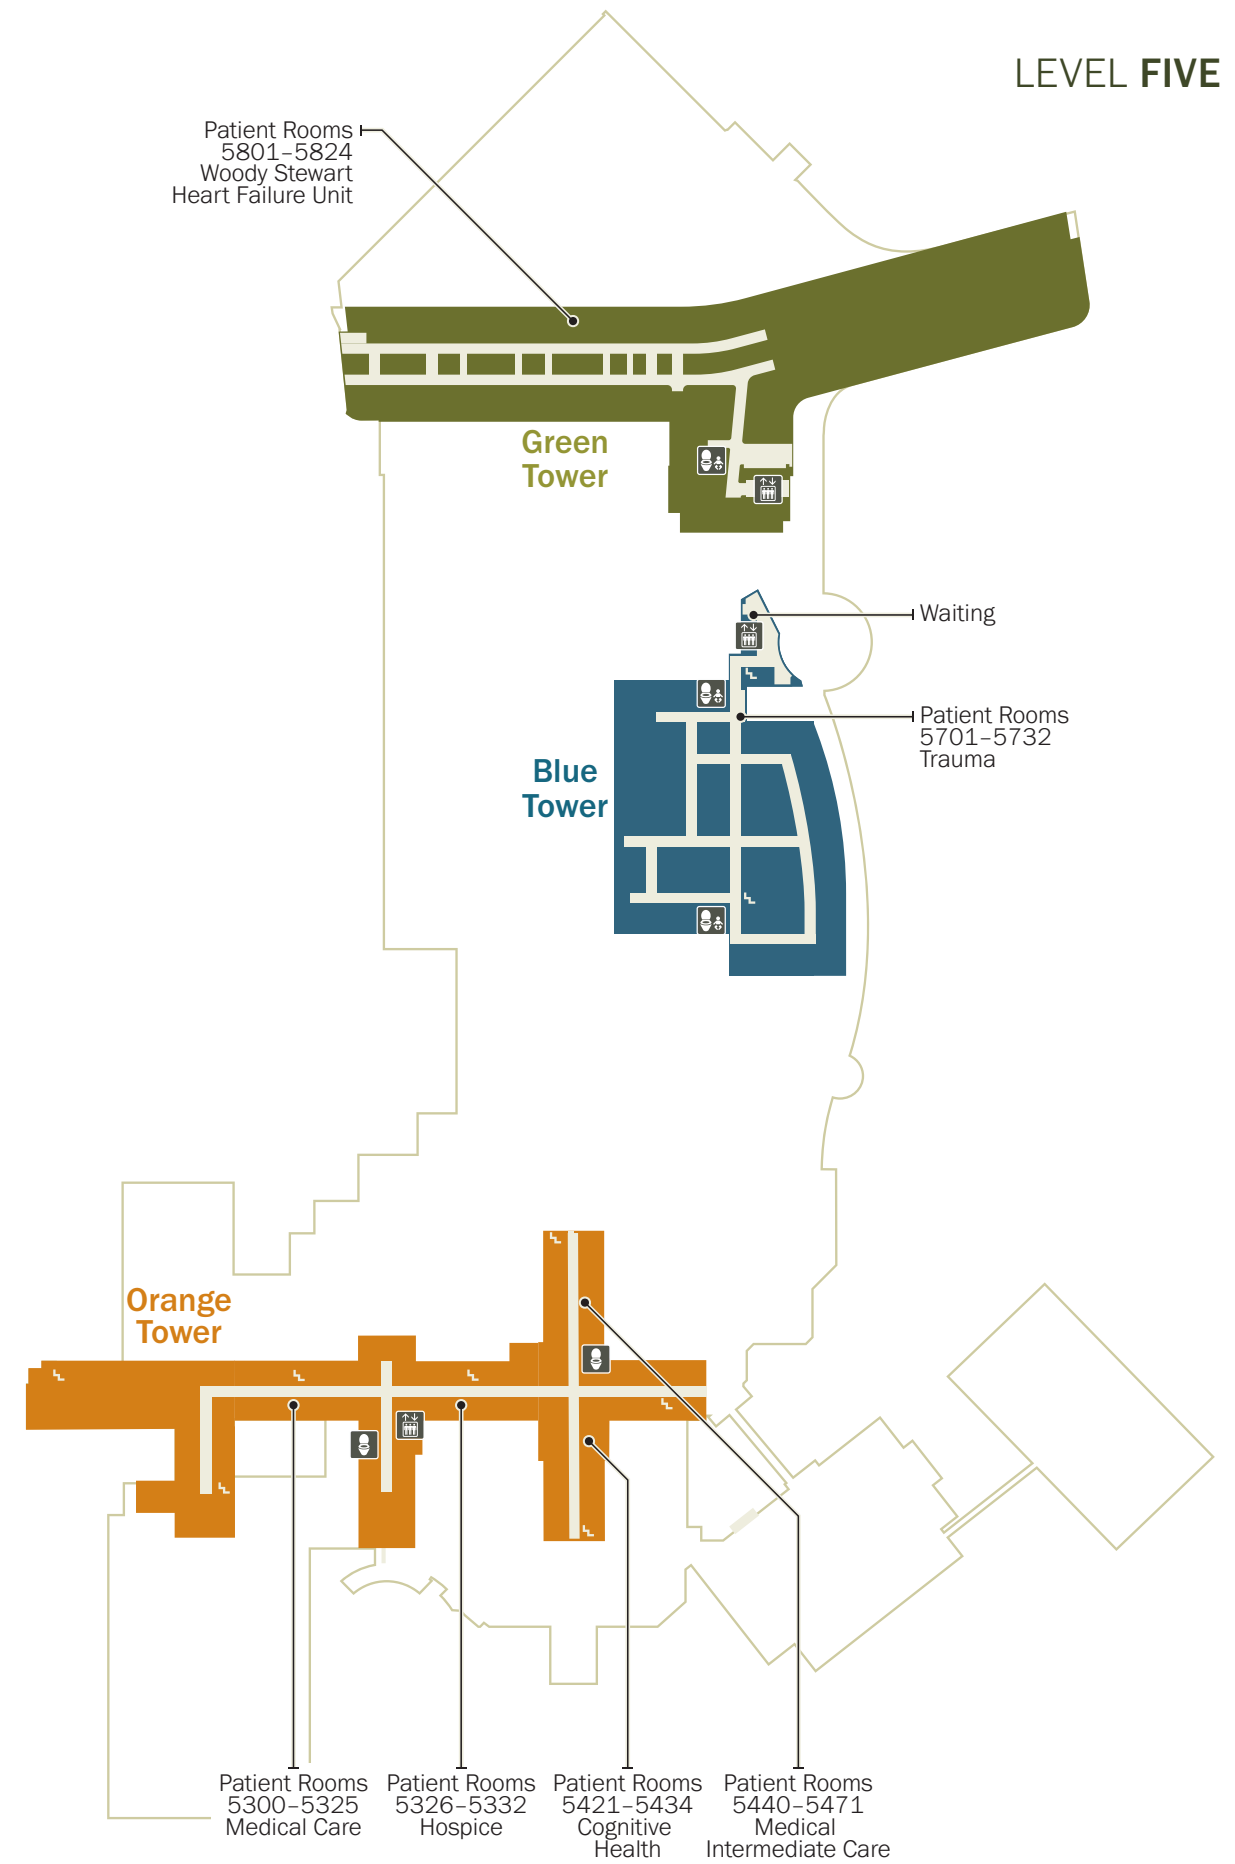 LEVEL FIVE
Patient Rooms
5801–5824
Woody Stewart
Heart Failure Unit
Green
Tower
Waiting
Patient Rooms
5701–5732
Trauma
Blue
Tower
Orange
Tower
Patient Rooms
5300–5325
Medical Care
Patient Rooms
5326–5332
Hospice
Patient Rooms
5421–5434
Cognitive
Health
Patient Rooms
5440–5471
Medical
Intermediate Care